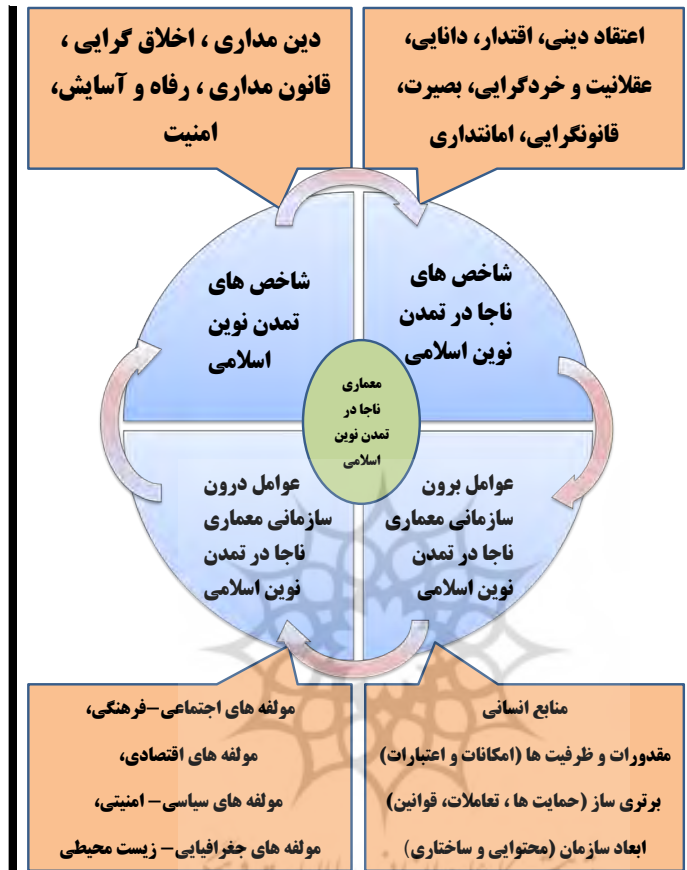 اعتقاد دینی، اقتدار، دانایی،
عقلانیت و خردگرایی، بصیرت،
قانونگرایی، امانتداری
دین مداری ، اخلاق گرایی ،
قانون مداری ، رفاه و آسایش،
امنیت
شاخص های
ناجا در تمدن
نوین اسلامی
شاخص های
تمدن نوین
اسلامی
معماری
ناجا در
تمدن نوین
اسلامی
عوامل برون
سازمانی معماری
ناجا در تمدن
نوین اسلامی
عوامل درون
سازمانی معماری
ناجا در تمدن
نوین اسلامی
منابع انسانی
مقدورات و ظرفیت ها (امکانات و اعتبارات)
برتری ساز (حمایت ها ، تعاملات، قوانین)
ابعاد سازمان (محتوایی و ساختاری)
مولفه های اجتماعی-فرهنگی،
مولفه های اقتصادی،
مولفه های سیاسی- امنیتی،
مولفه های جغرافیایی- زیست محیطی